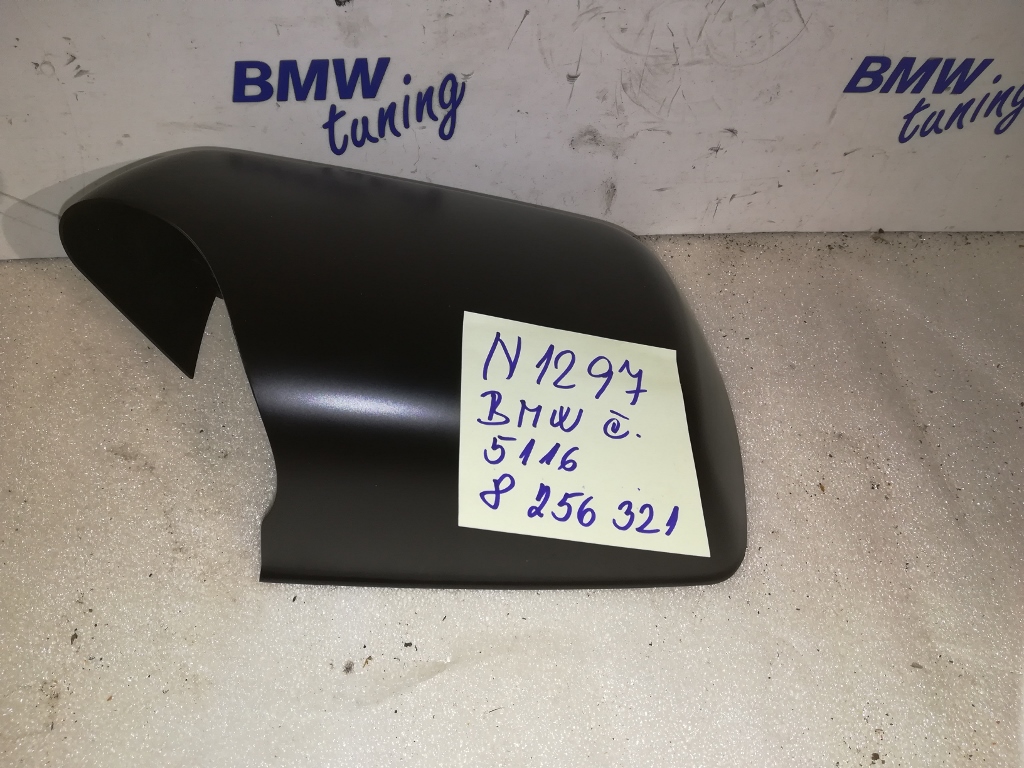 BMW
tuning
BMW
tuning
N 1297
BMW č.
5116
8 256 321